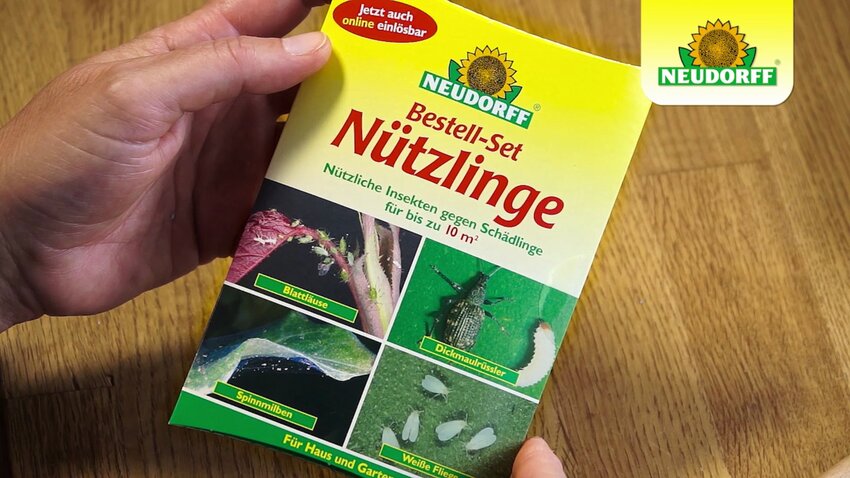 Jetzt auch
online einlösbar
NEUDORFF
NEUDORFF
Bestell-Set
Nützlinge
Nützliche Insekten gegen Schädlinge
für bis zu 10 m²
Blattläuse
Dickmaulrüssler
Spinnmilben
Weiße Fliege
Für Haus und Garten